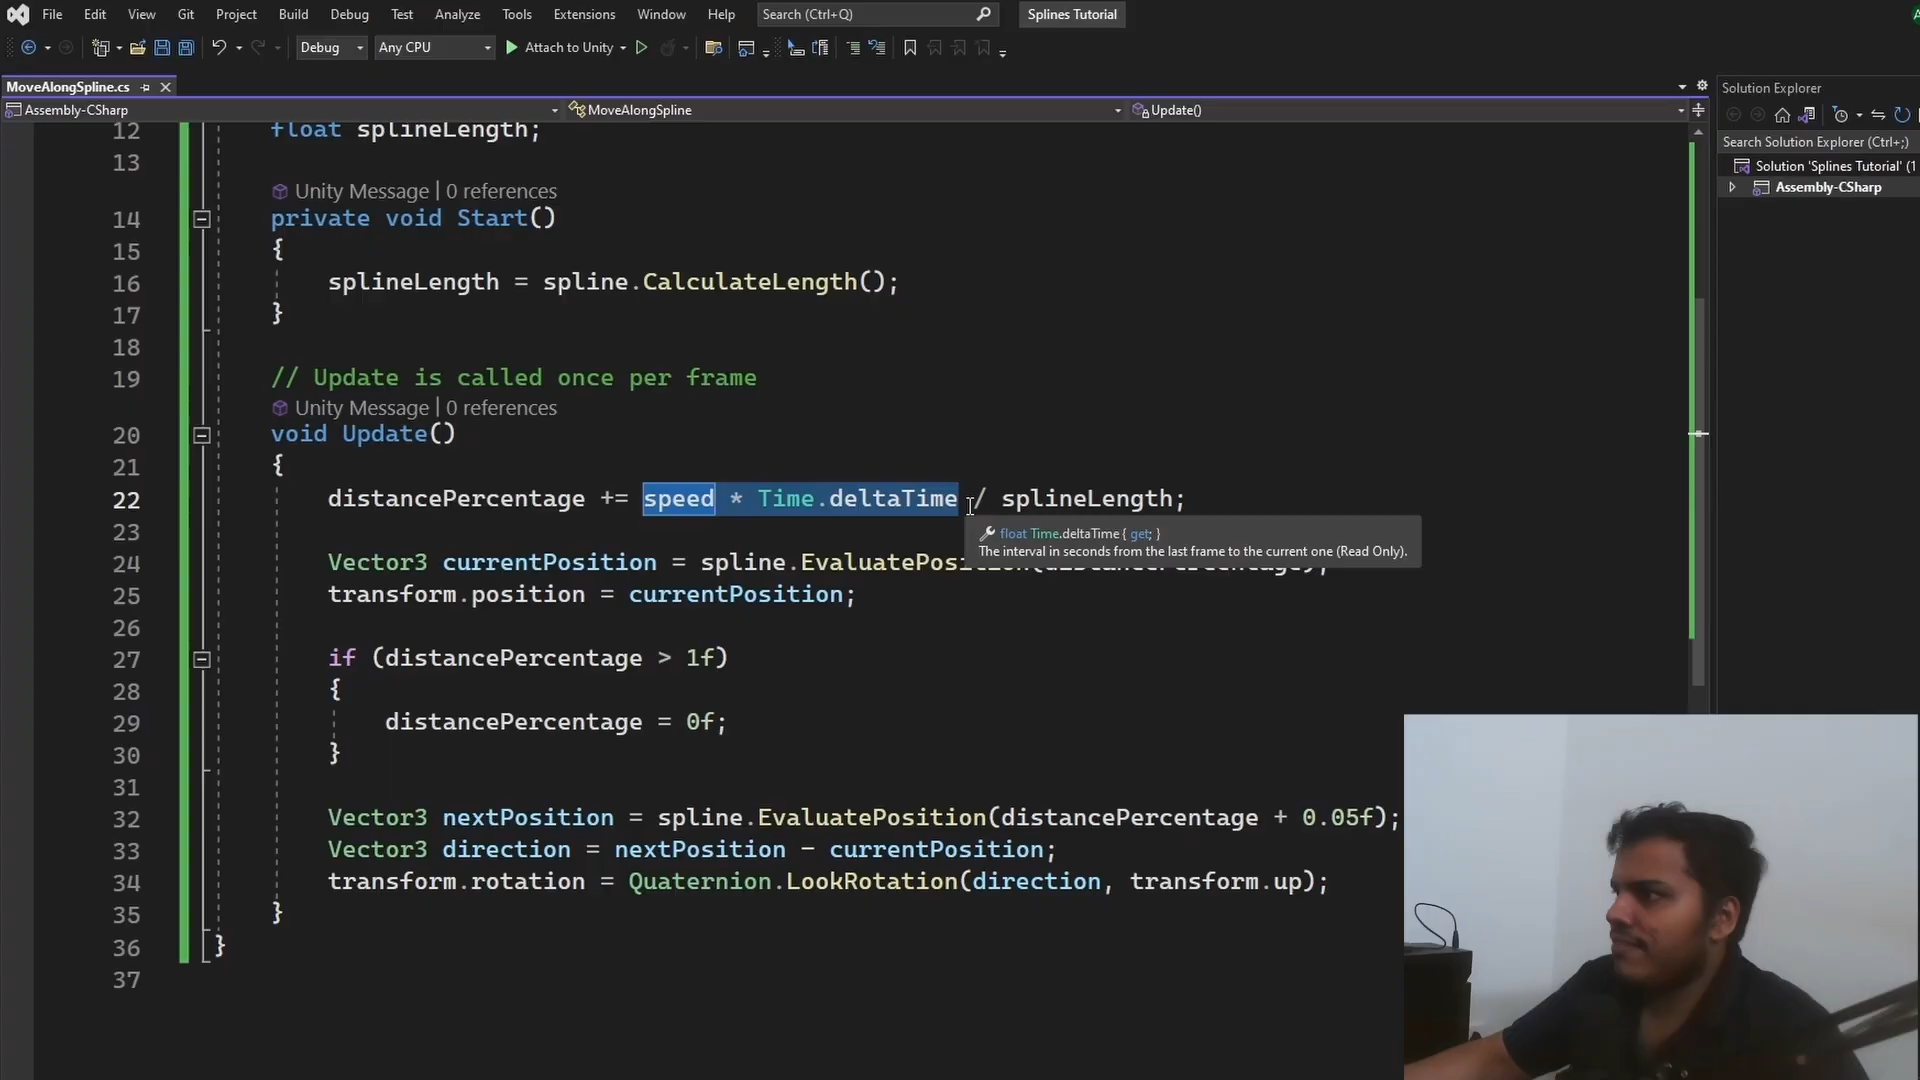 File Edit View Git Project Build Debug Test Analyze Tools Extensions Window Help Search (Ctrl+Q) Splines Tutorial
Debug Any CPU Attach to Unity
MoveAlongSpline.cs
Assembly-CSharp MoveAlongSpline Update()
Solution Explorer
Search Solution Explorer (Ctrl+;)
Solution 'Splines Tutorial' (1
Assembly-CSharp
12 float splineLength;
13
Unity Message | 0 references
14 private void Start()
15 {
16 splineLength = spline.CalculateLength();
17 }
18
19 // Update is called once per frame
Unity Message | 0 references
20 void Update()
21 {
22 distancePercentage += speed * Time.deltaTime / splineLength;
23
float Time.deltaTime { get; }
The interval in seconds from the last frame to the current one (Read Only).
24 Vector3 currentPosition = spline.
25 transform.position = currentPosition;
26
27 if (distancePercentage > 1f)
28 {
29 distancePercentage = 0f;
30 }
31
32 Vector3 nextPosition = spline.EvaluatePosition(distancePercentage + 0.05f);
33 Vector3 direction = nextPosition - currentPosition;
34 transform.rotation = Quaternion.LookRotation(direction, transform.up);
35 }
36 }
37